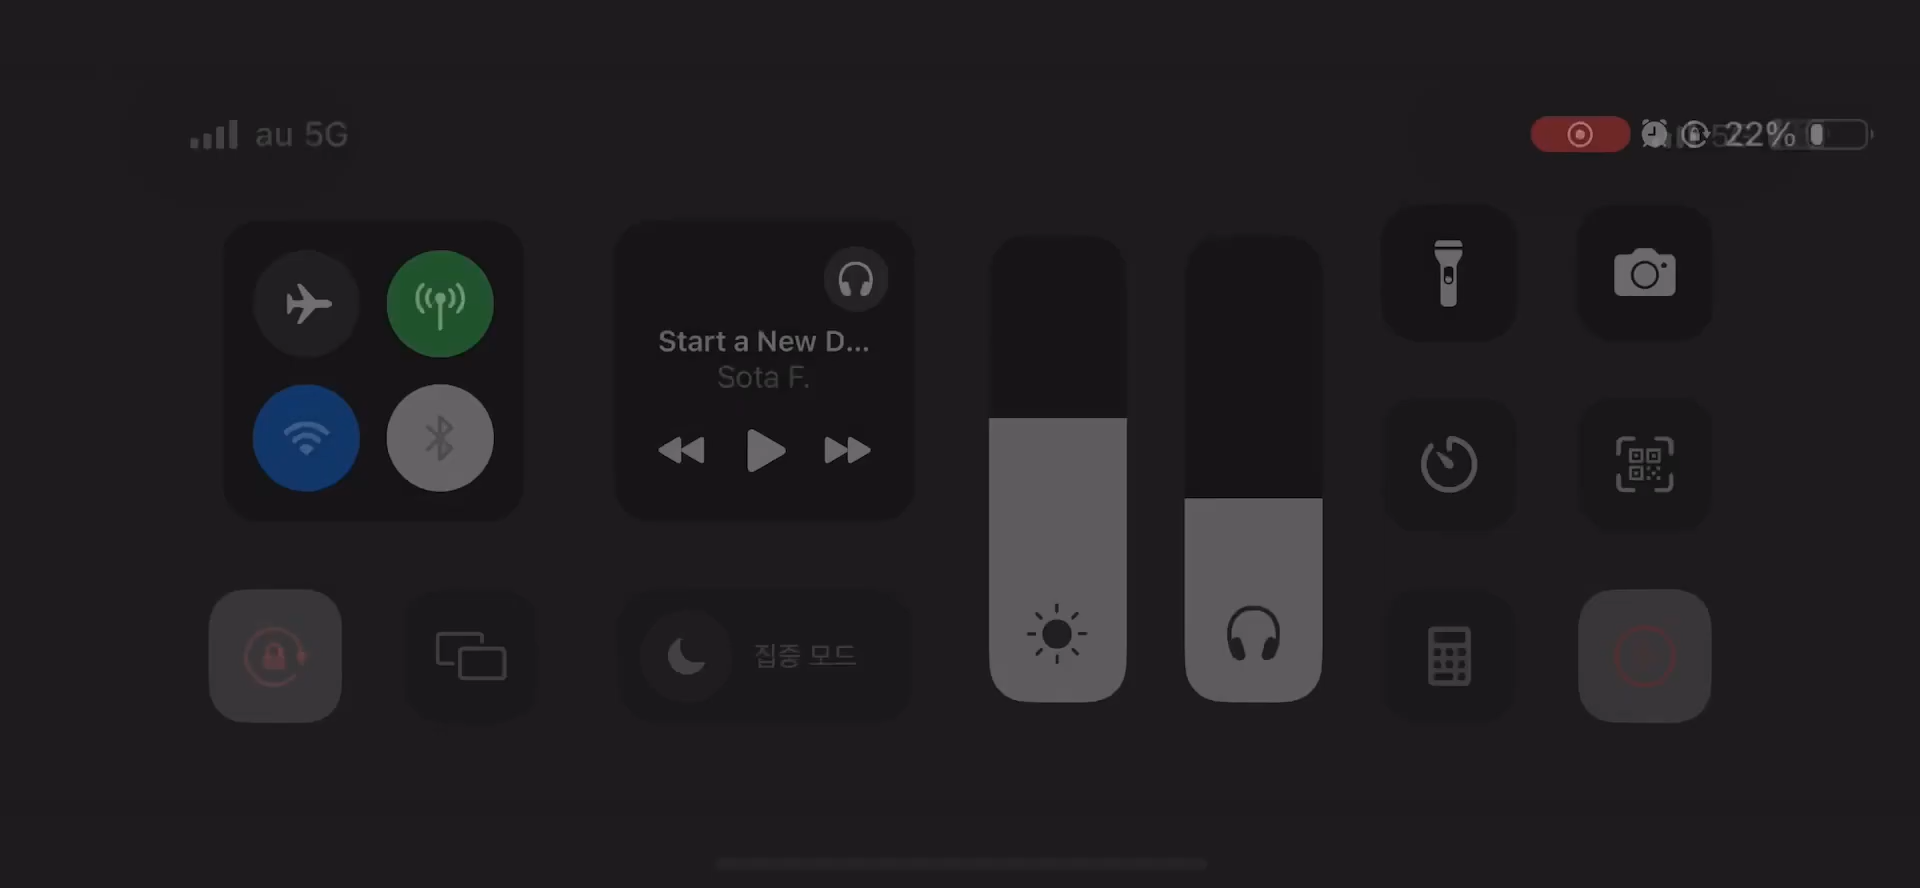 au 5G
22%
Start a New D...
Sota F.
집중 모드